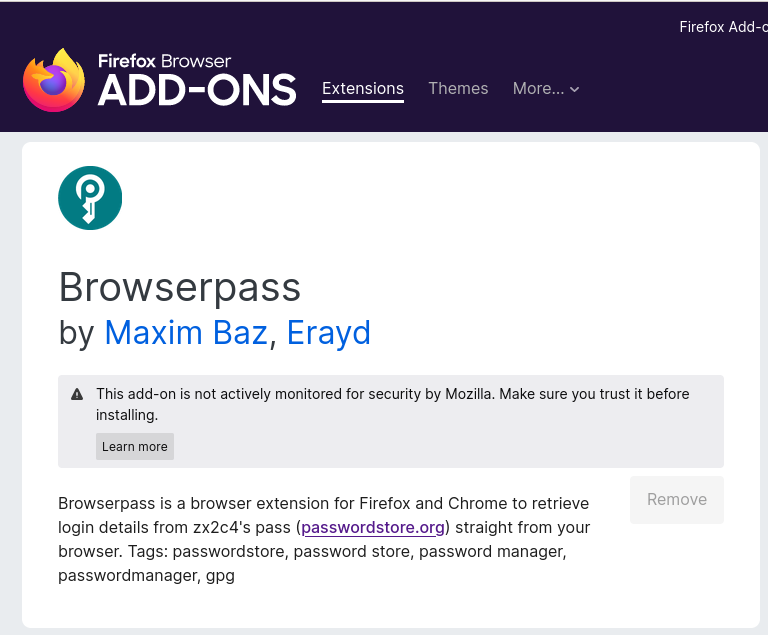 Firefox Add-o
Firefox Browser
ADD-ONS
Extensions Themes More...
Browserpass
by Maxim Baz, Erayd
This add-on is not actively monitored for security by Mozilla. Make sure you trust it before
installing.
Learn more
Browserpass is a browser extension for Firefox and Chrome to retrieve
login details from zx2c4's pass (passwordstore.org) straight from your
browser. Tags: passwordstore, password store, password manager,
passwordmanager, gpg
Remove